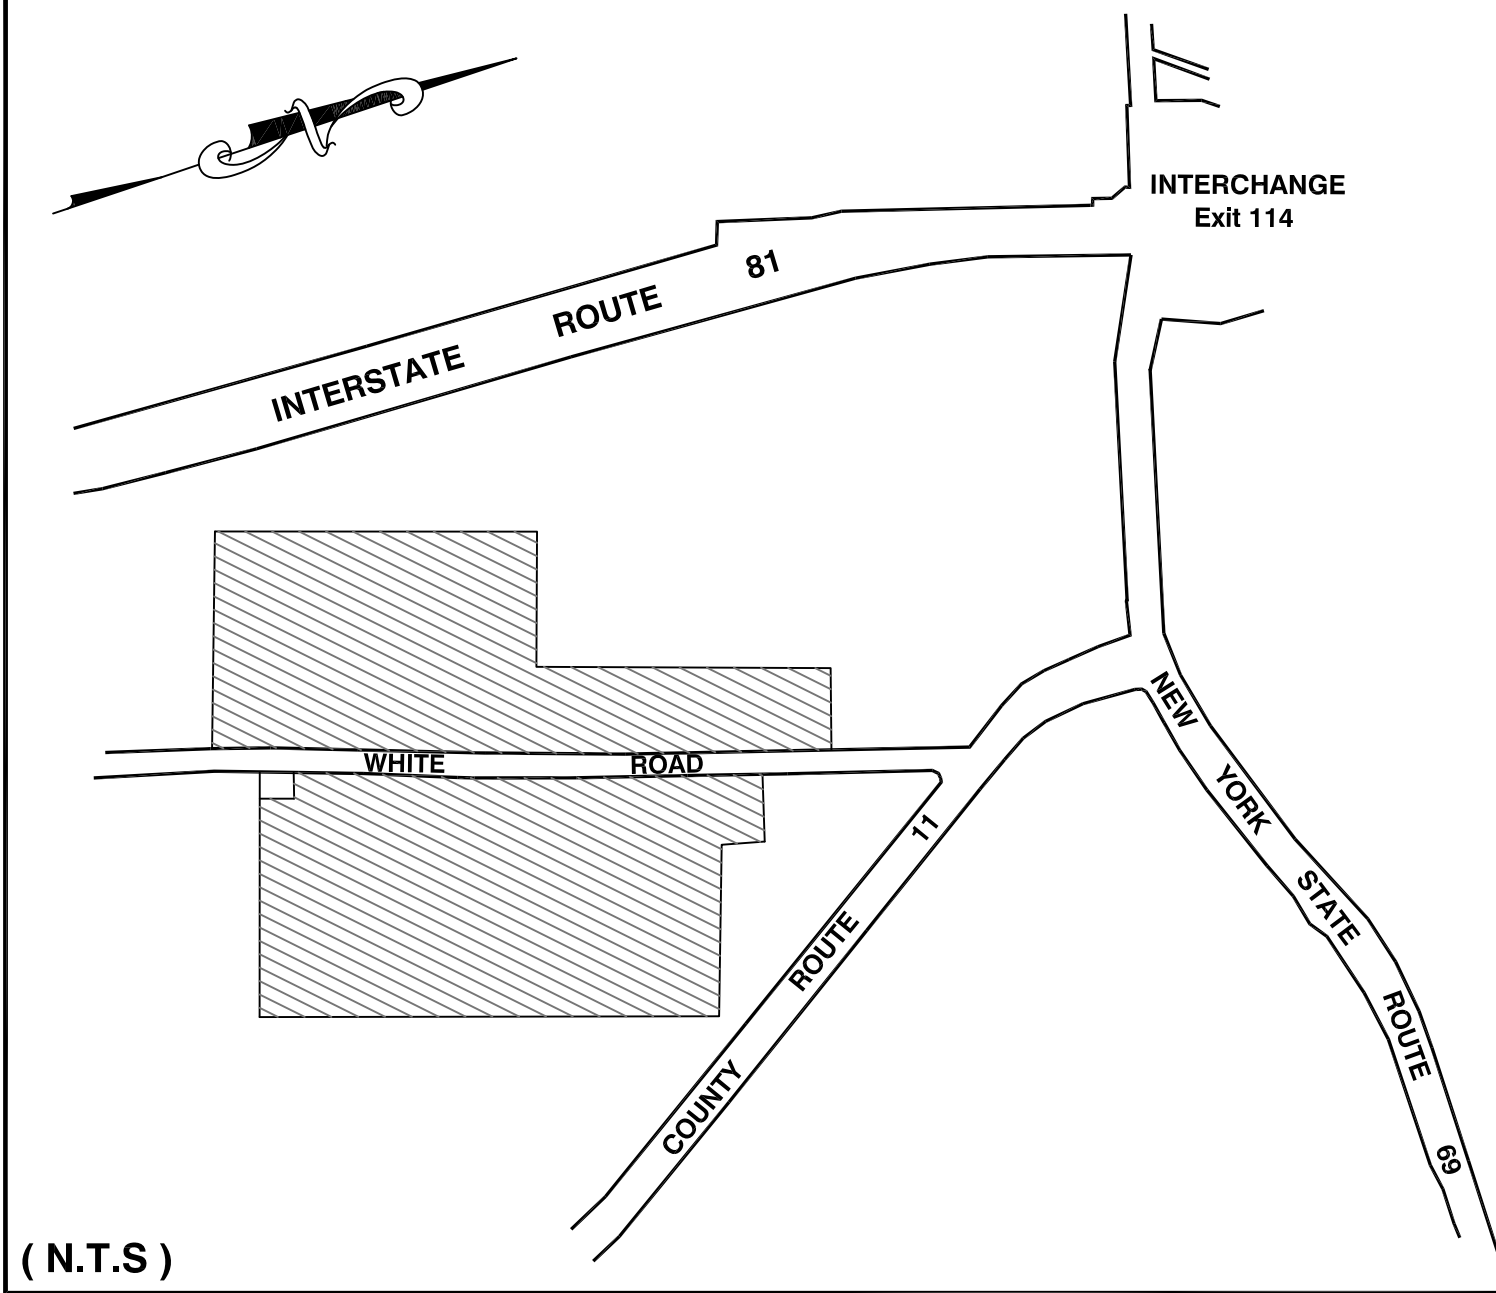 N
INTERCHANGE
Exit 114
INTERSTATE ROUTE 81
WHITE ROAD
COUNTY ROUTE 11
NEW YORK STATE ROUTE 69
( N.T.S )